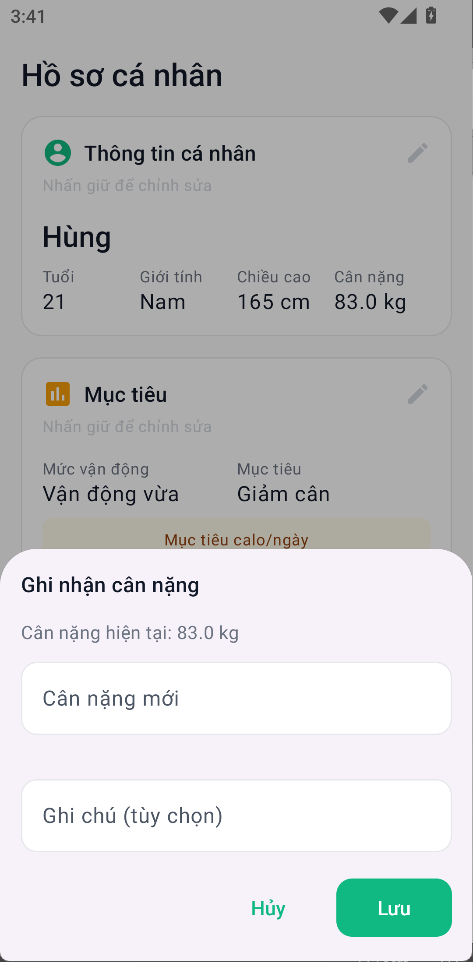 3:41
Hồ sơ cá nhân
Thông tin cá nhân
Nhấn giữ để chỉnh sửa
Hùng
Tuổi Giới tính Chiều cao Cân nặng
21 Nam 165 cm 83.0 kg
Mục tiêu
Nhấn giữ để chỉnh sửa
Mức vận động Mục tiêu
Vận động vừa Giảm cân
Mục tiêu calo/ngày
Ghi nhận cân nặng
Cân nặng hiện tại: 83.0 kg
Cân nặng mới
Ghi chú (tùy chọn)
Hủy Lưu